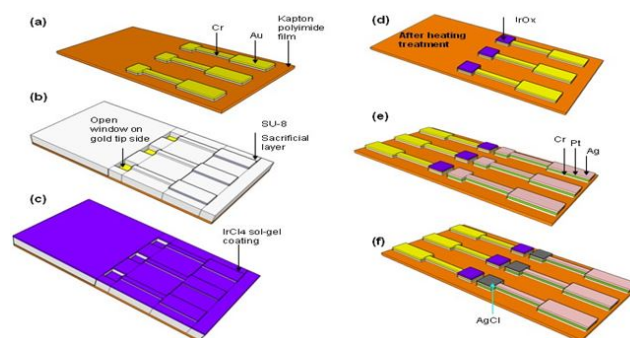 (a)
Cr
Au
Kapton
polyimide
film
(b)
Open
window on
gold tip side
SU-8
Sacrificial
layer
(c)
IrCl4 sol-gel
coating
(d)
IrOx
After heating
treatment
(e)
Cr Pt Ag
(f)
AgCl